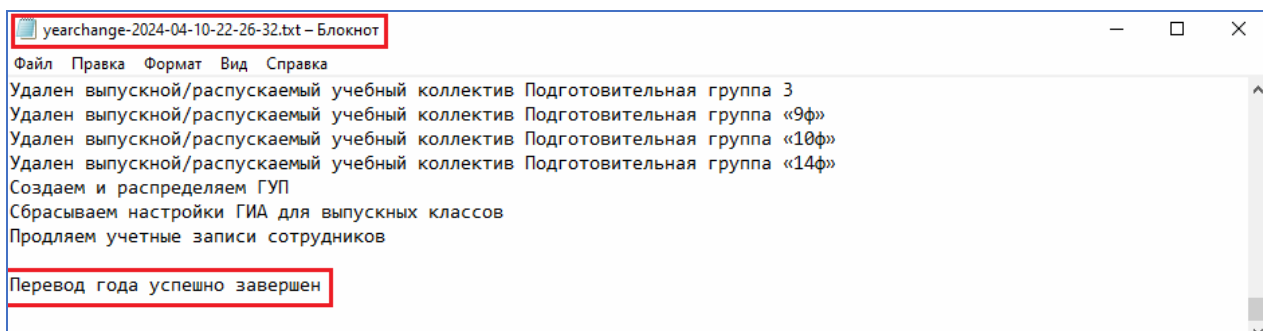 yearchange-2024-04-10-22-26-32.txt – Блокнот
Файл Правка Формат Вид Справка
Удален выпускной/распускаемый учебный коллектив Подготовительная группа 3
Удален выпускной/распускаемый учебный коллектив Подготовительная группа «9ф»
Удален выпускной/распускаемый учебный коллектив Подготовительная группа «10ф»
Удален выпускной/распускаемый учебный коллектив Подготовительная группа «14ф»
Создаем и распределяем ГУП
Сбрасываем настройки ГИА для выпускных классов
Продляем учетные записи сотрудников
Перевод года успешно завершен